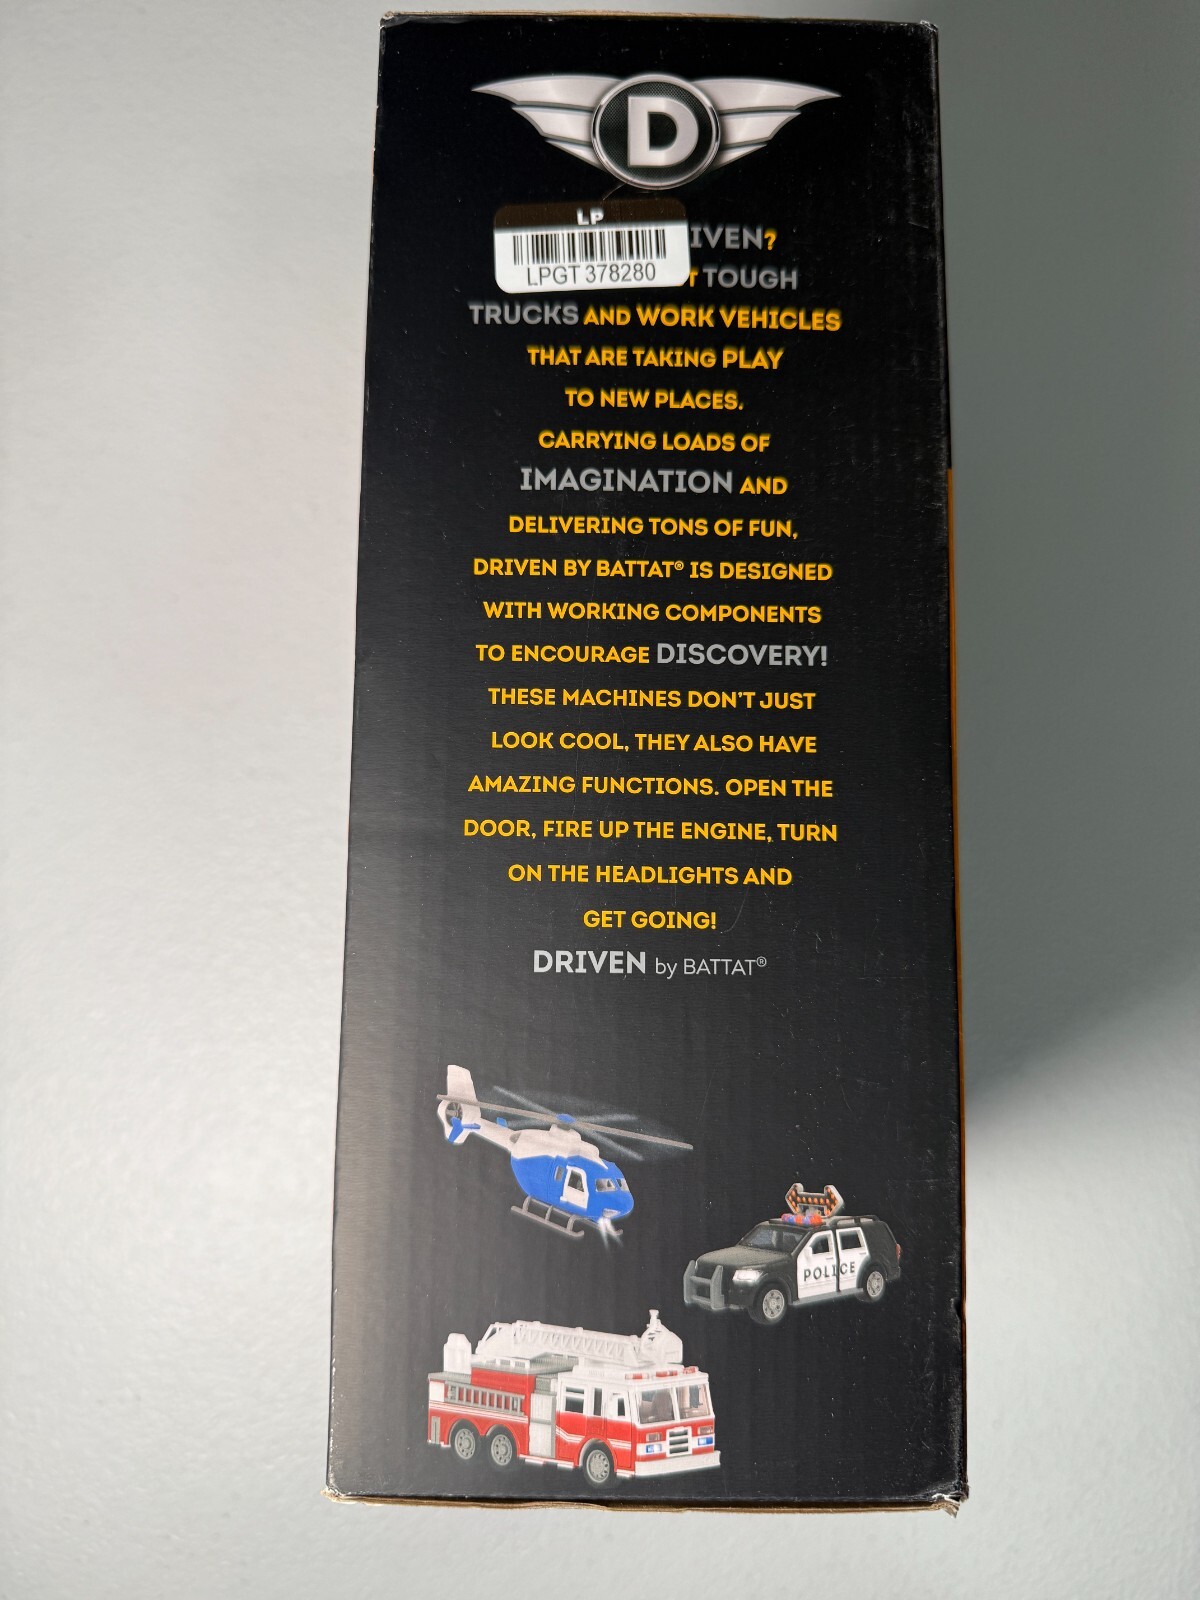 D
LP
LPGT 378280
IVEN?
T TOUGH
TRUCKS AND WORK VEHICLES
THAT ARE TAKING PLAY
TO NEW PLACES.
CARRYING LOADS OF
IMAGINATION AND
DELIVERING TONS OF FUN,
DRIVEN BY BATTAT® IS DESIGNED
WITH WORKING COMPONENTS
TO ENCOURAGE DISCOVERY!
THESE MACHINES DON'T JUST
LOOK COOL, THEY ALSO HAVE
AMAZING FUNCTIONS. OPEN THE
DOOR, FIRE UP THE ENGINE, TURN
ON THE HEADLIGHTS AND
GET GOING!
DRIVEN by BATTAT®
POLICE